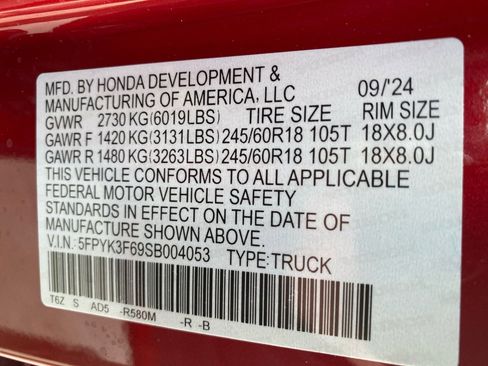 MFD. BY HONDA DEVELOPMENT &
MANUFACTURING OF AMERICA, LLC 09/'24
GVWR 2730 KG(6019LBS) TIRE SIZE RIM SIZE
GAWR F 1420 KG(3131LBS) 245/60R18 105T 18X8.0J
GAWR R 1480 KG(3263LBS) 245/60R18 105T 18X8.0J
THIS VEHICLE CONFORMS TO ALL APPLICABLE
FEDERAL MOTOR VEHICLE SAFETY
STANDARDS IN EFFECT ON THE DATE OF
MANUFACTURE SHOWN ABOVE.
V.I.N.: 5FPYK3F69SB004053 TYPE:TRUCK
T6Z S AD5 -R580M -R -B